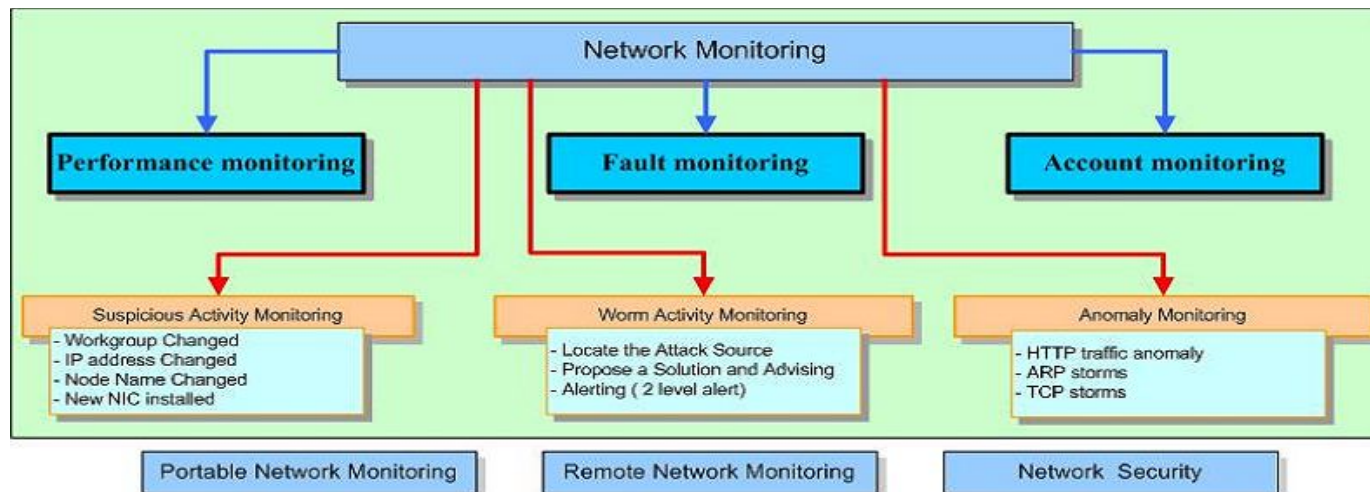 Network Monitoring
Performance monitoring
Fault monitoring
Account monitoring
Suspicious Activity Monitoring
- Workgroup Changed
- IP address Changed
- Node Name Changed
- New NIC installed
Worm Activity Monitoring
- Locate the Attack Source
- Propose a Solution and Advising
- Alerting ( 2 level alert)
Anomaly Monitoring
- HTTP traffic anomaly
- ARP storms
- TCP storms
Portable Network Monitoring
Remote Network Monitoring
Network Security